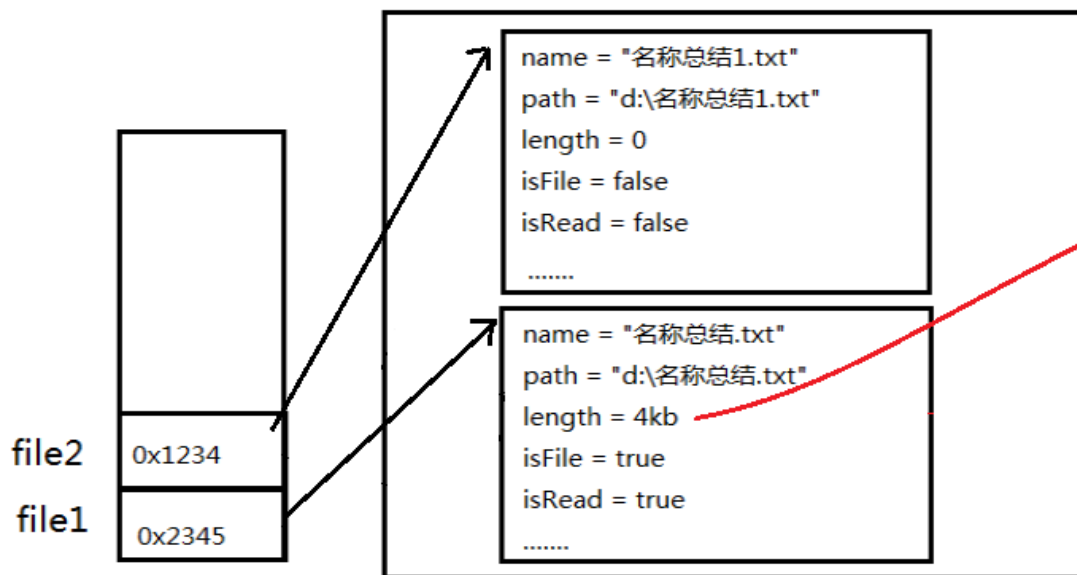 name = "名称总结1.txt"
path = "d:\名称总结1.txt"
length = 0
isFile = false
isRead = false
.......
name = "名称总结.txt"
path = "d:\名称总结.txt"
length = 4kb
isFile = true
isRead = true
.......
file2
0x1234
file1
0x2345